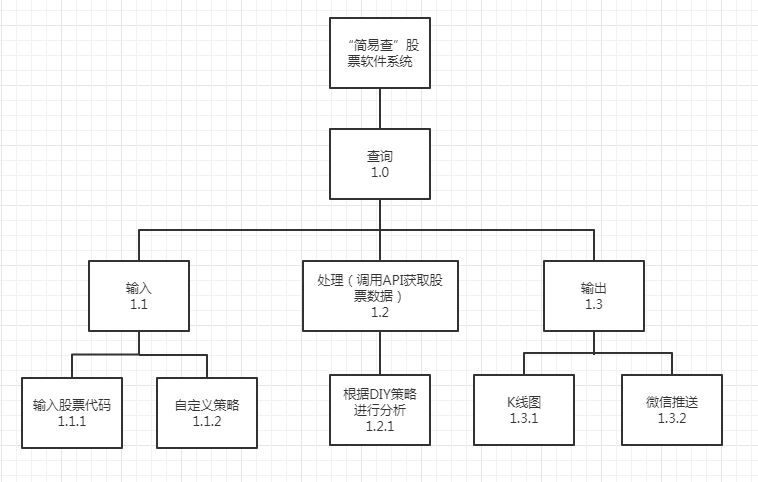 “简易查”股
票软件系统
查询
1.0
输入
1.1
处理（调用API获取股
票数据）
1.2
输出
1.3
输入股票代码
1.1.1
自定义策略
1.1.2
根据DIY策略
进行分析
1.2.1
K线图
1.3.1
微信推送
1.3.2